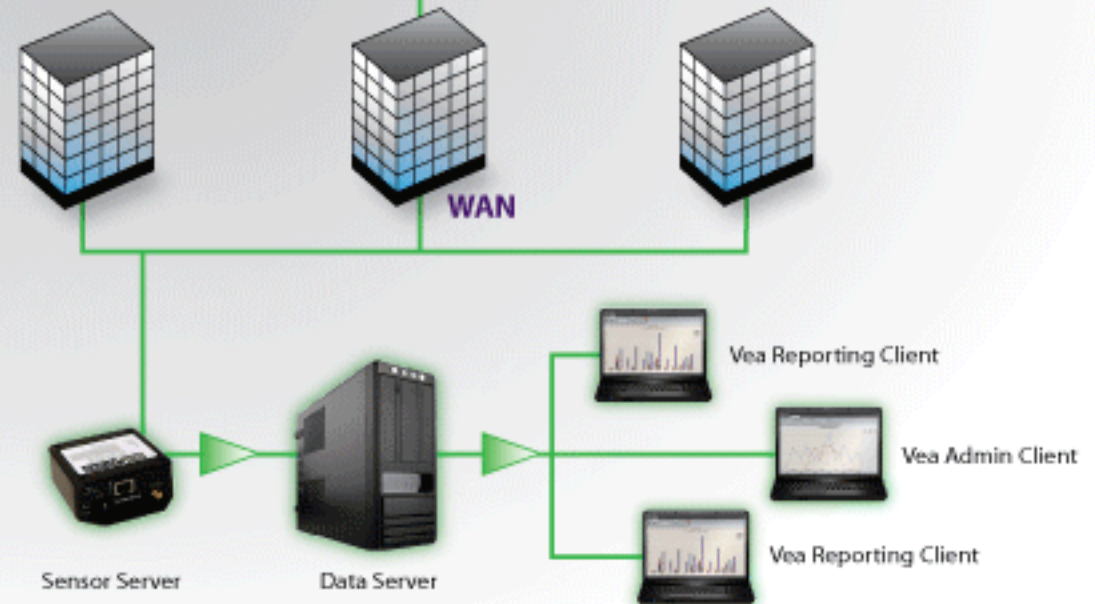 WAN
Vea Reporting Client
Vea Admin Client
Vea Reporting Client
Sensor Server
Data Server